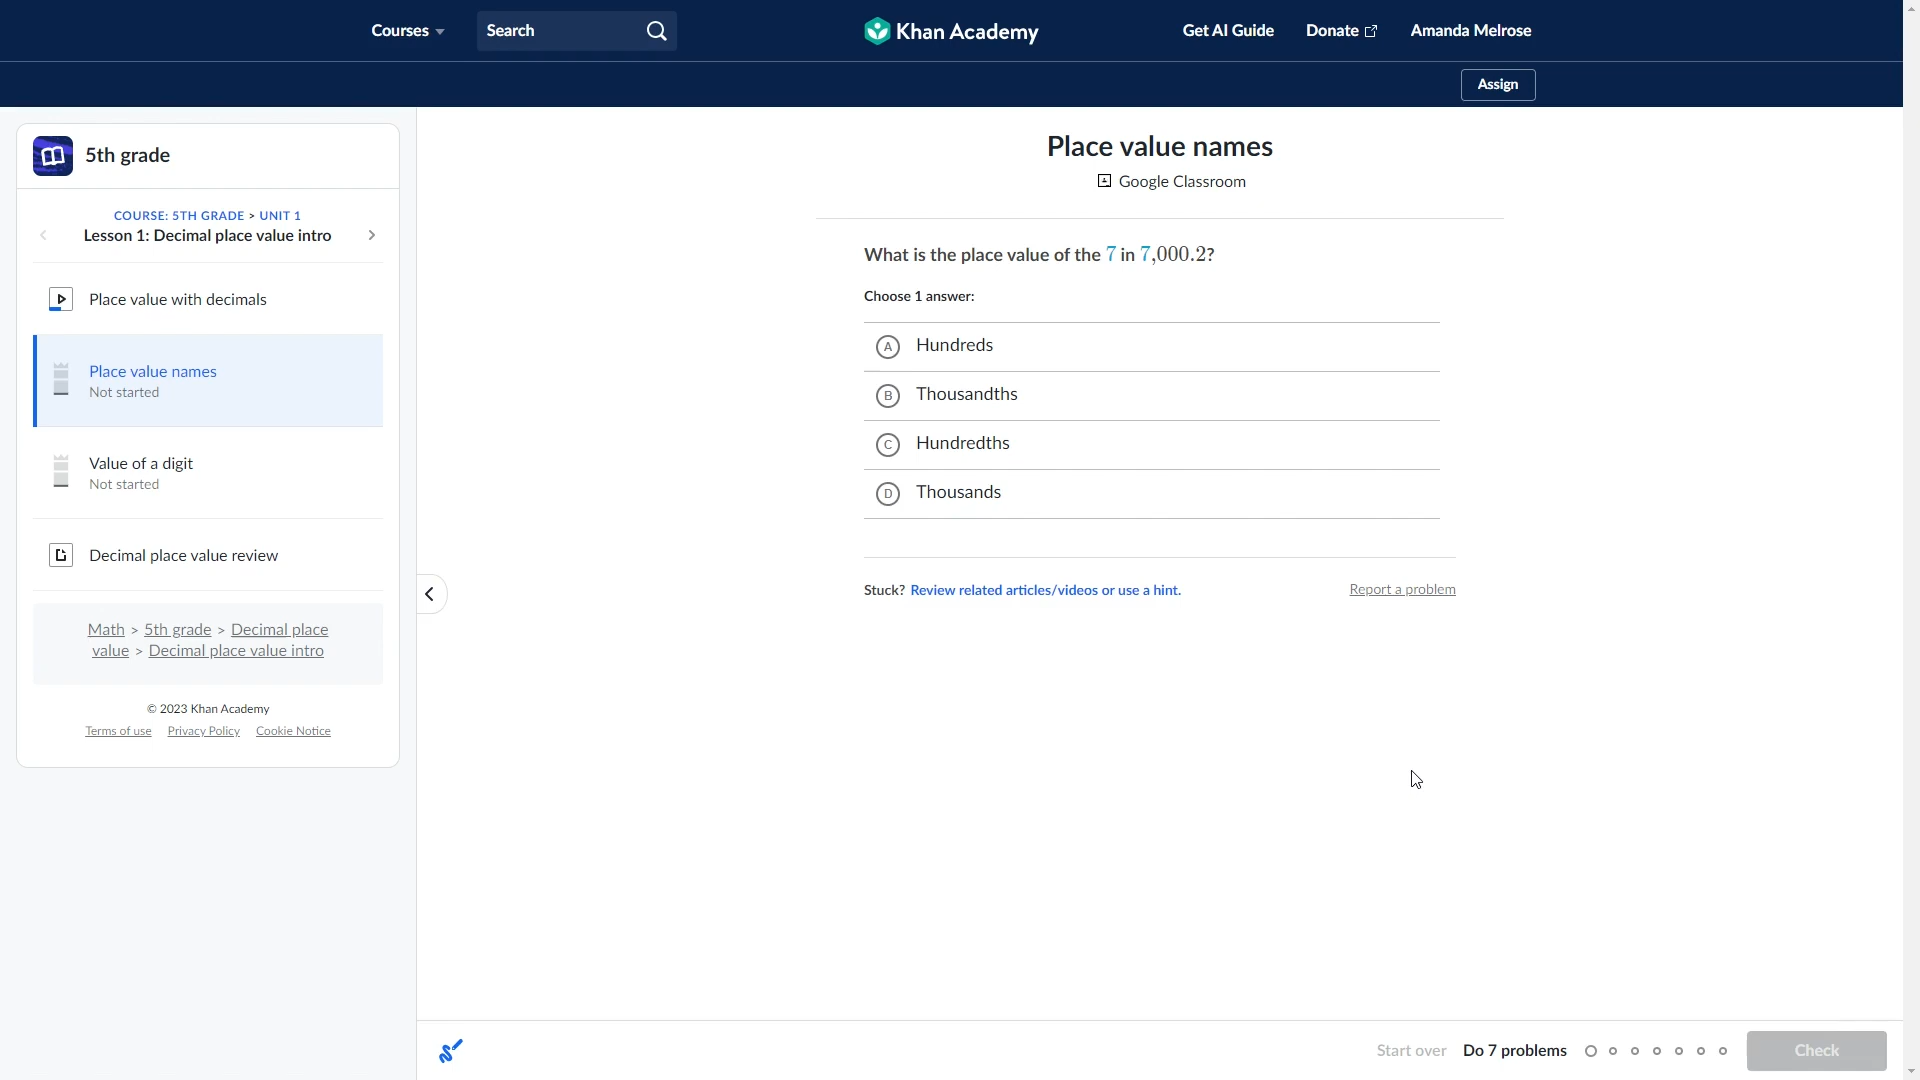 Courses
Search
Khan Academy
Get AI Guide
Donate
Amanda Melrose
Assign
5th grade
COURSE: 5TH GRADE > UNIT 1
Lesson 1: Decimal place value intro
Place value with decimals
Place value names
Not started
Value of a digit
Not started
Decimal place value review
Math > 5th grade > Decimal place
value > Decimal place value intro
© 2023 Khan Academy
Terms of use Privacy Policy Cookie Notice
Place value names
Google Classroom
What is the place value of the 7 in 7,000.2?
Choose 1 answer:
A Hundreds
B Thousandths
C Hundredths
D Thousands
Stuck? Review related articles/videos or use a hint.
Report a problem
Start over
Do 7 problems
Check